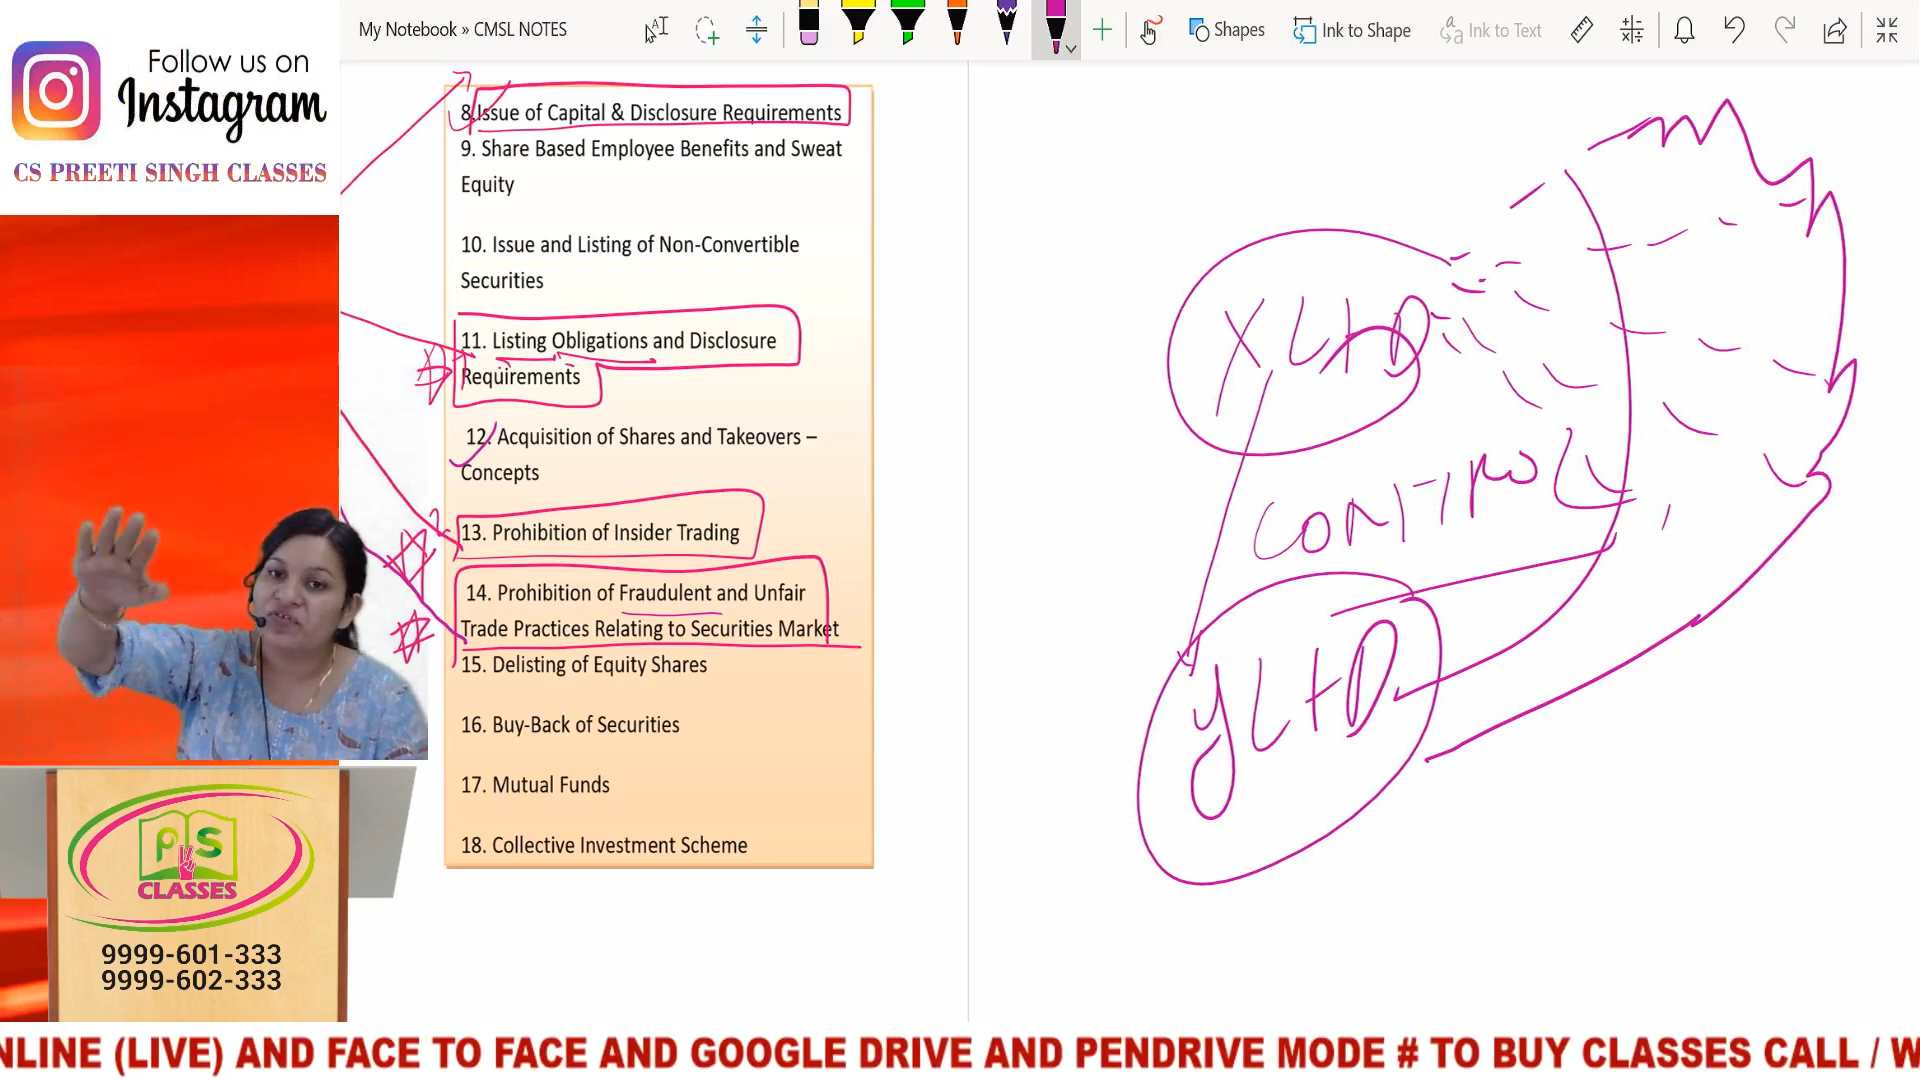 My Notebook » CMSL NOTES
Shapes
Ink to Shape
Ink to Text
Follow us on
Instagram
CS PREETI SINGH CLASSES
8.Issue of Capital & Disclosure Requirements
9. Share Based Employee Benefits and Sweat
Equity
10. Issue and Listing of Non-Convertible
Securities
11. Listing Obligations and Disclosure
Requirements
12. Acquisition of Shares and Takeovers –
Concepts
13. Prohibition of Insider Trading
14. Prohibition of Fraudulent and Unfair
Trade Practices Relating to Securities Market
15. Delisting of Equity Shares
16. Buy-Back of Securities
17. Mutual Funds
18. Collective Investment Scheme
X LTD
CONTROL
Y LTD
PS
CLASSES
9999-601-333
9999-602-333
NLINE (LIVE) AND FACE TO FACE AND GOOGLE DRIVE AND PENDRIVE MODE # TO BUY CLASSES CALL / W